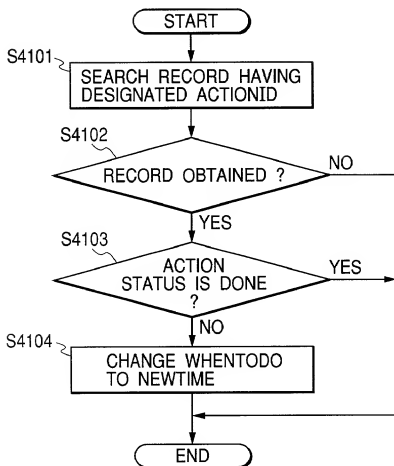 START
S4101
SEARCH RECORD HAVING
DESIGNATED ACTIONID
S4102
RECORD OBTAINED ?
NO
YES
S4103
ACTION
STATUS IS DONE
?
YES
NO
S4104
CHANGE WHENTODO
TO NEWTIME
END